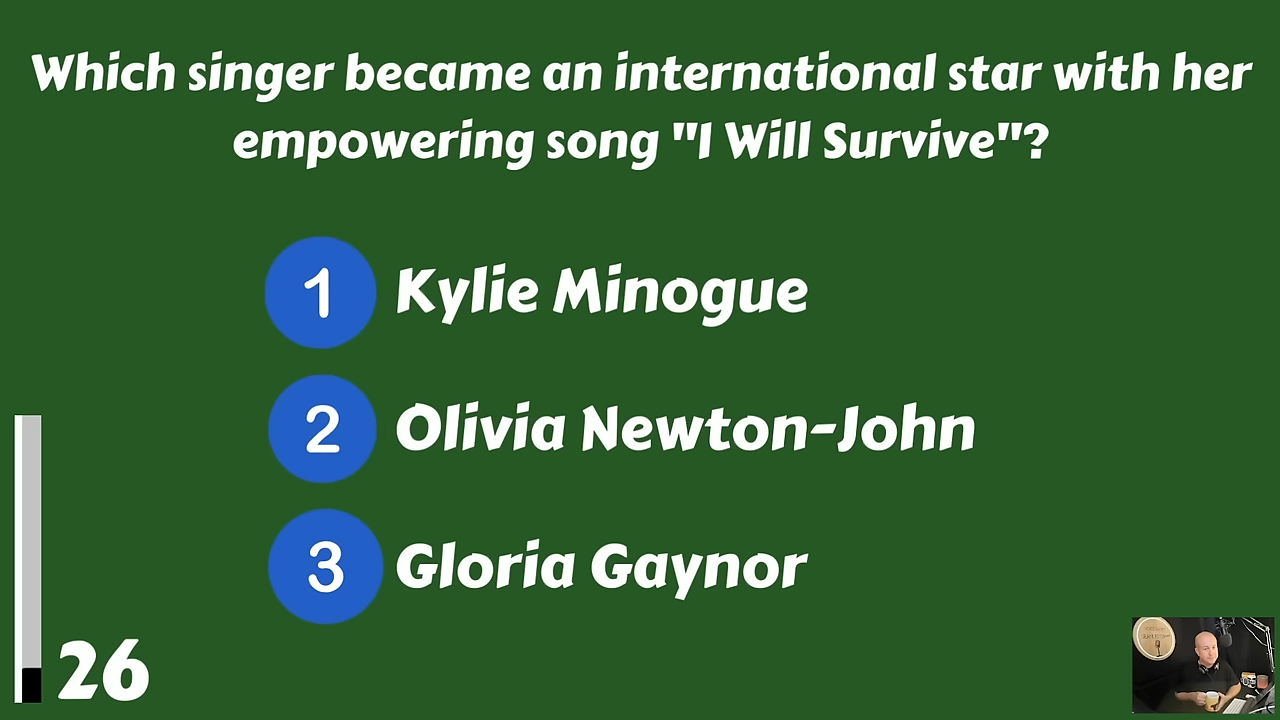 Which singer became an international star with her
empowering song "I Will Survive"?
1 Kylie Minogue
2 Olivia Newton-John
3 Gloria Gaynor
26